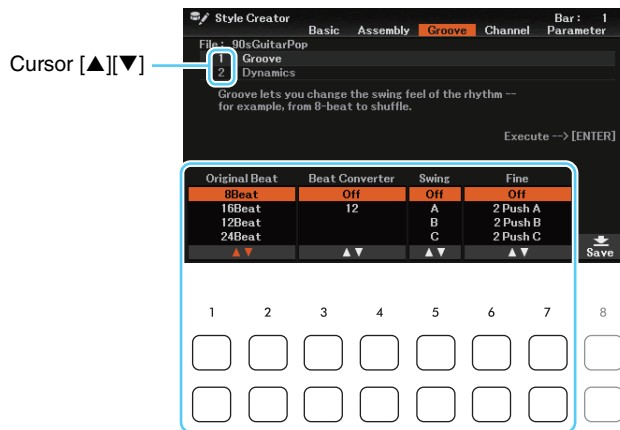 Style Creator
Bar: 1
Basic Assembly Groove Channel Parameter
File: 90sGuitarPop
1 Groove
2 Dynamics
Cursor [▲][▼]
Groove lets you change the swing feel of the rhythm --
for example, from 8-beat to shuffle.
Execute --> [ENTER]
Original Beat Beat Converter Swing Fine
8Beat Off Off Off
16Beat 12 A 2 Push A
12Beat B 2 Push B
24Beat C 2 Push C
▲▼ ▲▼ ▲▼ ▲▼
Save
1 2 3 4 5 6 7 8